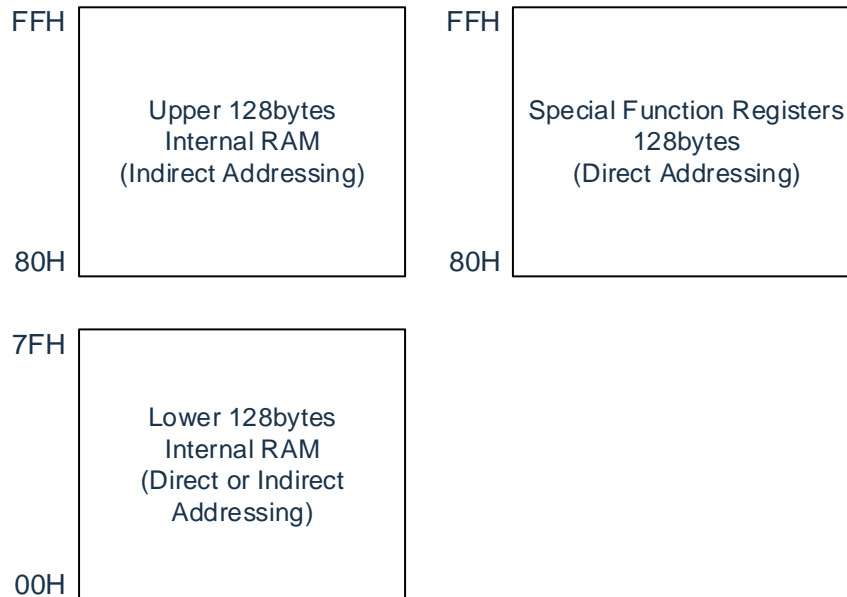 FFH
Upper 128bytes
Internal RAM
(Indirect Addressing)
80H
FFH
Special Function Registers
128bytes
(Direct Addressing)
80H
7FH
Lower 128bytes
Internal RAM
(Direct or Indirect
Addressing)
00H